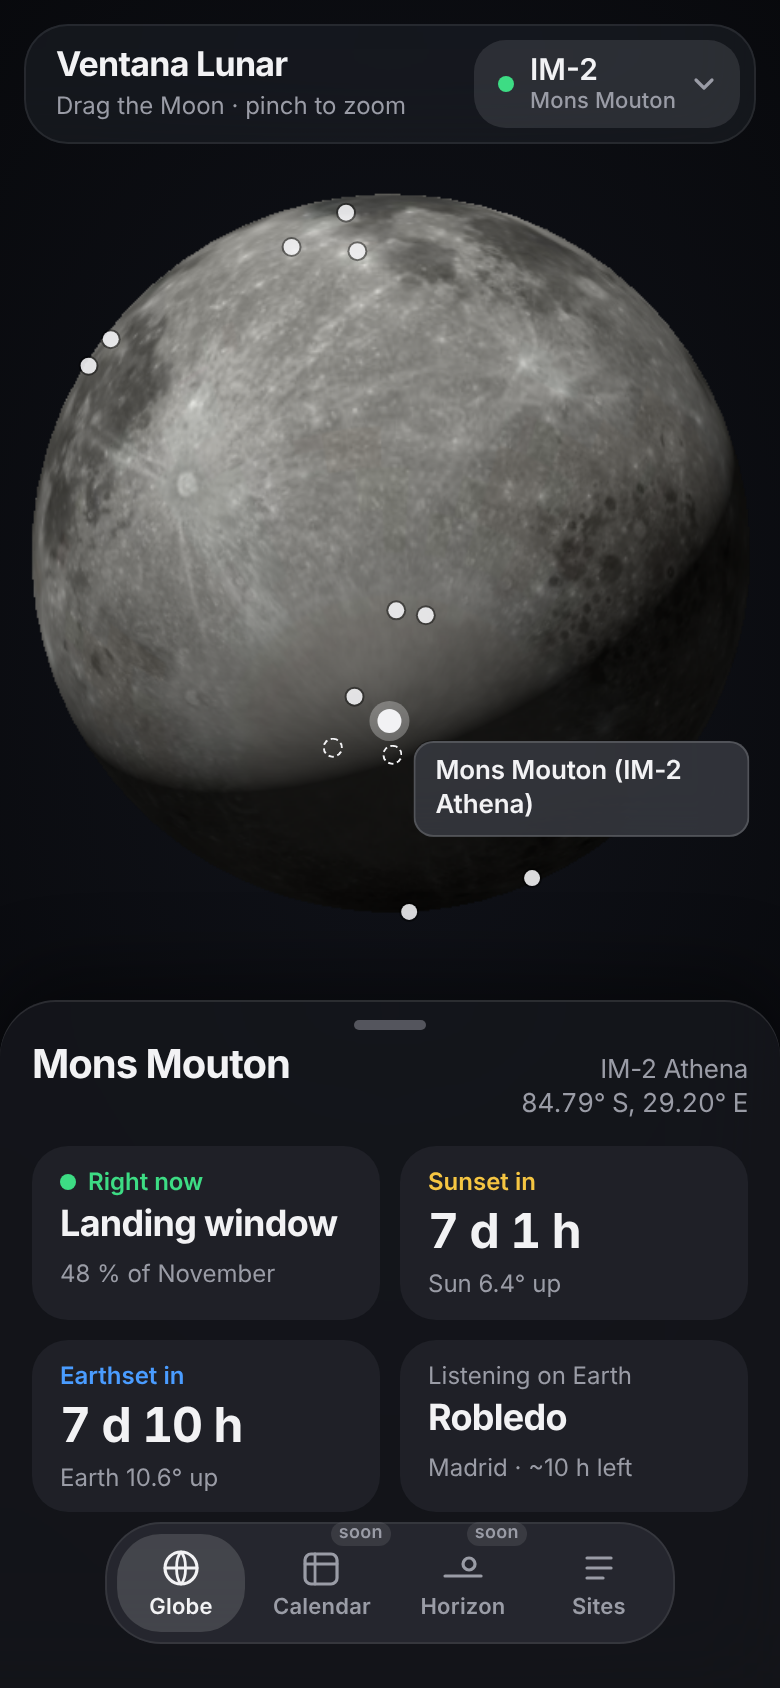 Ventana Lunar
Drag the Moon · pinch to zoom
IM-2
Mons Mouton
Mons Mouton (IM-2
Athena)
Mons Mouton
IM-2 Athena
84.79° S, 29.20° E
Right now
Landing window
48 % of November
Sunset in
7 d 1 h
Sun 6.4° up
Earthset in
7 d 10 h
Earth 10.6° up
Listening on Earth
Robledo
Madrid · ~10 h left
Globe
soon
Calendar
soon
Horizon
Sites